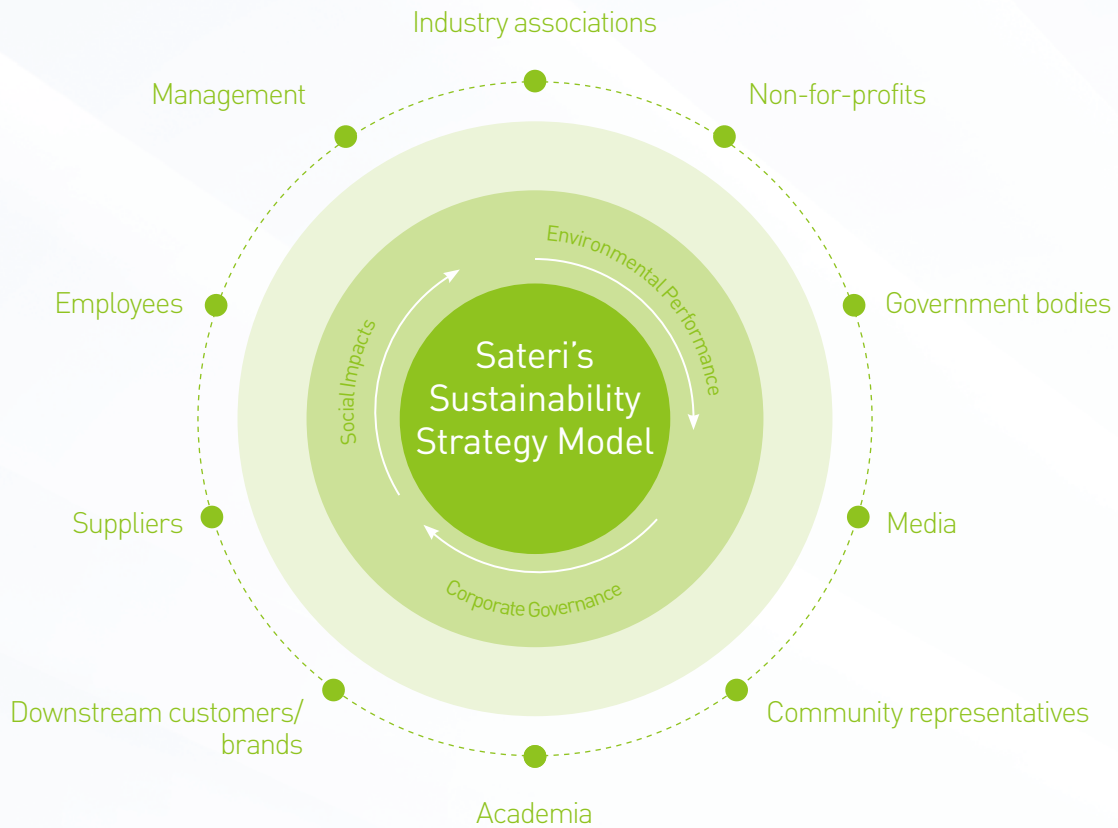 Industry associations
Management
Non-for-profits
Environmental Performance
Social Impacts
Employees
Government bodies
Sateri’s
Sustainability
Strategy Model
Suppliers
Media
Corporate Governance
Downstream customers/
brands
Community representatives
Academia